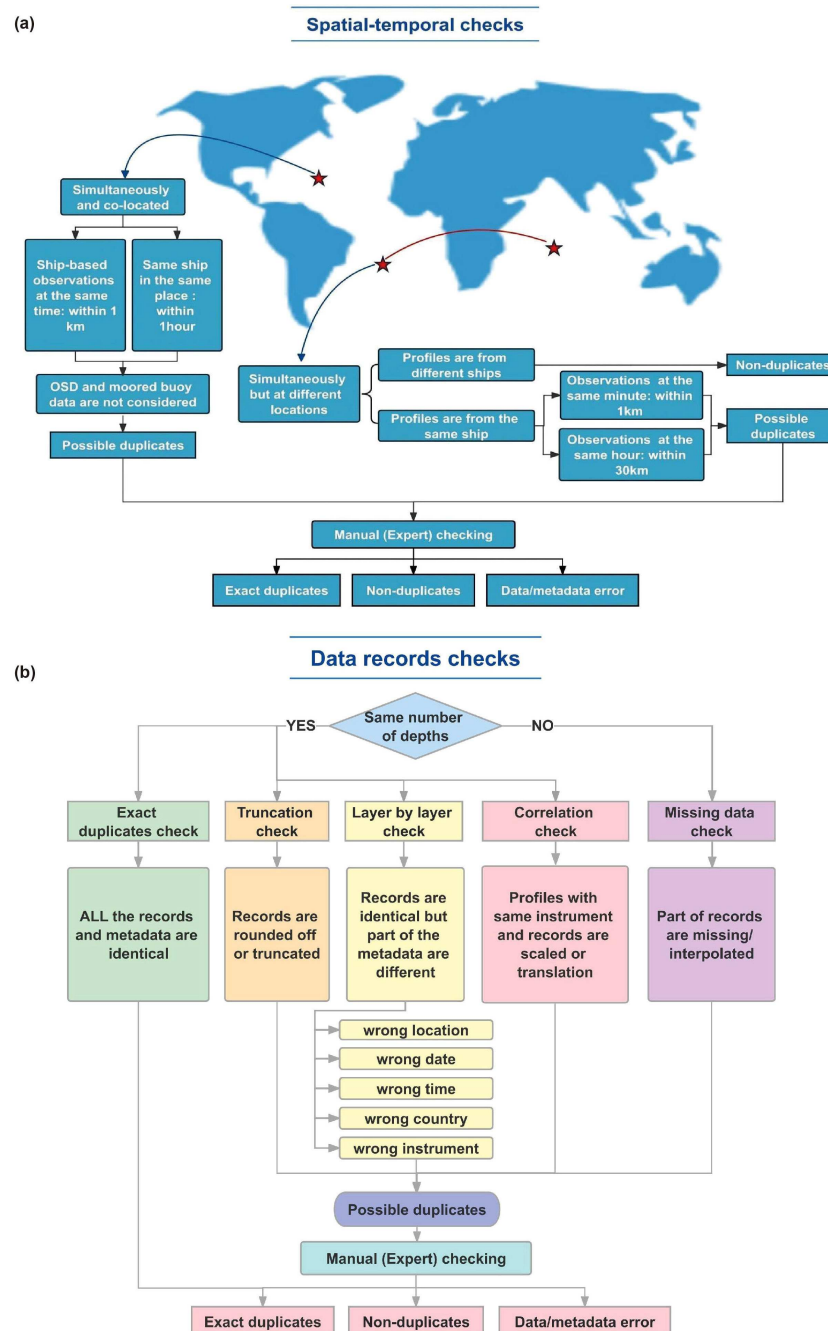 (a)
Spatial-temporal checks
Simultaneously
and co-located
Ship-based
observations
at the same
time: within 1
km
Same ship
in the same
place :
within
1hour
OSD and moored buoy
data are not considered
Possible duplicates
Simultaneously
but at different
locations
Profiles are from
different ships
Non-duplicates
Profiles are from the
same ship
Observations at the
same minute: within
1km
Observations at the
same hour: within
30km
Possible
duplicates
Manual (Expert) checking
Exact duplicates
Non-duplicates
Data/metadata error
(b)
Data records checks
Same number
of depths
YES
NO
Exact
duplicates check
Truncation
check
Layer by layer
check
Correlation
check
Missing data
check
ALL the records
and metadata are
identical
Records are
rounded off
or truncated
Records are
identical but
part of the
metadata are
different
Profiles with
same instrument
and records are
scaled or
translation
Part of records
are missing/
interpolated
wrong location
wrong date
wrong time
wrong country
wrong instrument
Possible duplicates
Manual (Expert) checking
Exact duplicates
Non-duplicates
Data/metadata error